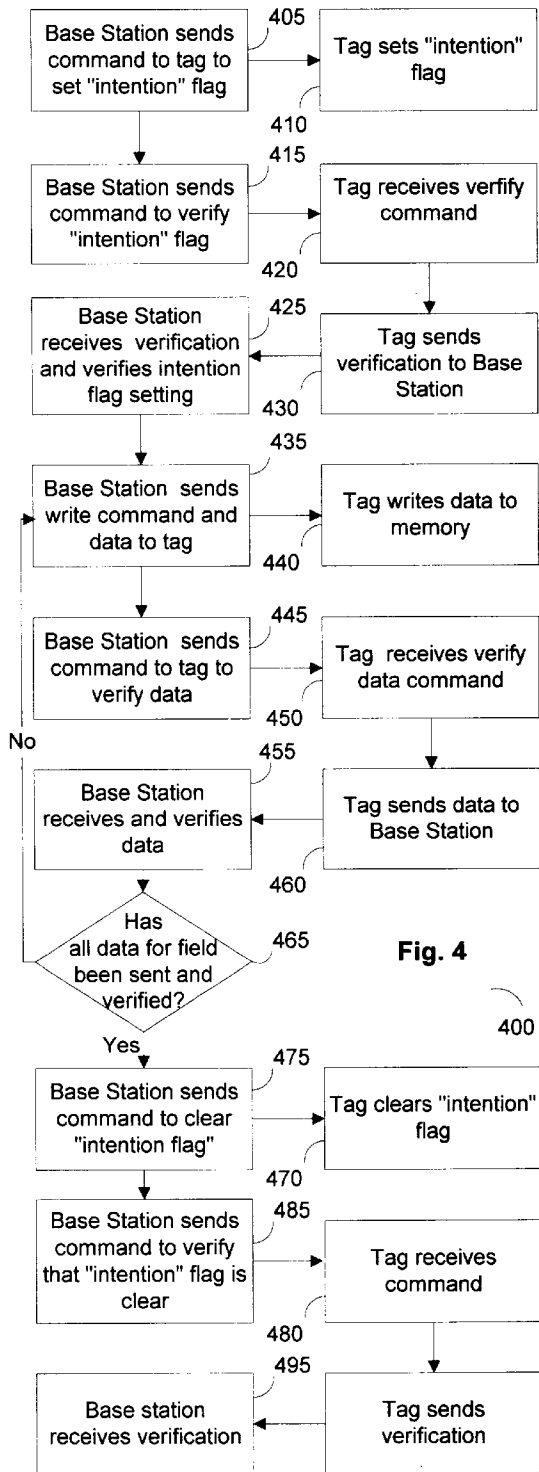 Base Station sends
command to tag to
set "intention" flag
405
Tag sets "intention"
flag
410
Base Station sends
command to verify
"intention" flag
415
Tag receives verfify
command
420
Base Station
receives verification
and verifies intention
flag setting
425
Tag sends
verification to Base
Station
430
Base Station sends
write command and
data to tag
435
Tag writes data to
memory
440
Base Station sends
command to tag to
verify data
445
Tag receives verify
data command
450
No
Base Station
receives and verifies
data
455
Tag sends data to
Base Station
460
Has
all data for field
been sent and
verified?
465
Fig. 4
400
Yes
Base Station sends
command to clear
"intention flag"
475
Tag clears "intention"
flag
470
Base Station sends
command to verify
that "intention" flag is
clear
485
Tag receives
command
480
Base station
receives verification
495
Tag sends
verification